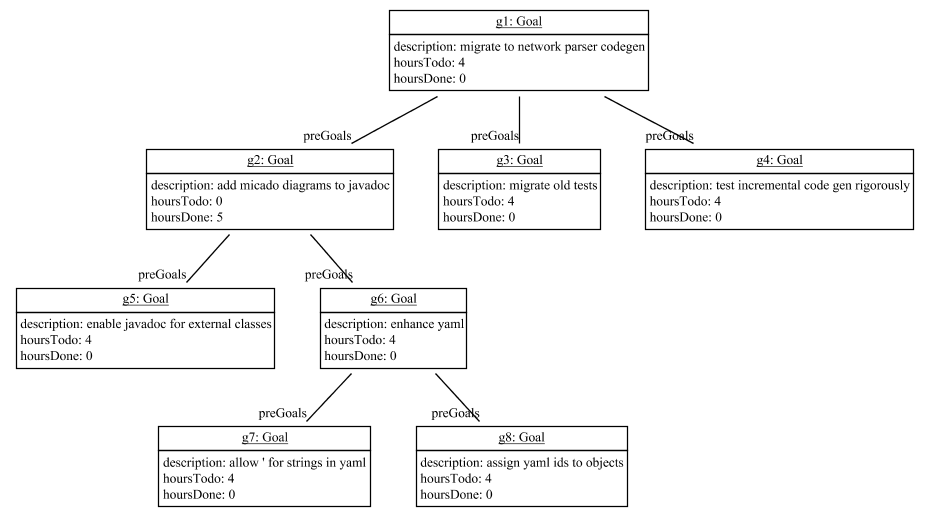 g1: Goal
description: migrate to network parser codegen
hoursTodo: 4
hoursDone: 0
preGoals
preGoals
preGoals
g2: Goal
description: add micado diagrams to javadoc
hoursTodo: 0
hoursDone: 5
g3: Goal
description: migrate old tests
hoursTodo: 4
hoursDone: 0
g4: Goal
description: test incremental code gen rigorously
hoursTodo: 4
hoursDone: 0
preGoals
preGoals
g5: Goal
description: enable javadoc for external classes
hoursTodo: 4
hoursDone: 0
g6: Goal
description: enhance yaml
hoursTodo: 4
hoursDone: 0
preGoals
preGoals
g7: Goal
description: allow ' for strings in yaml
hoursTodo: 4
hoursDone: 0
g8: Goal
description: assign yaml ids to objects
hoursTodo: 4
hoursDone: 0